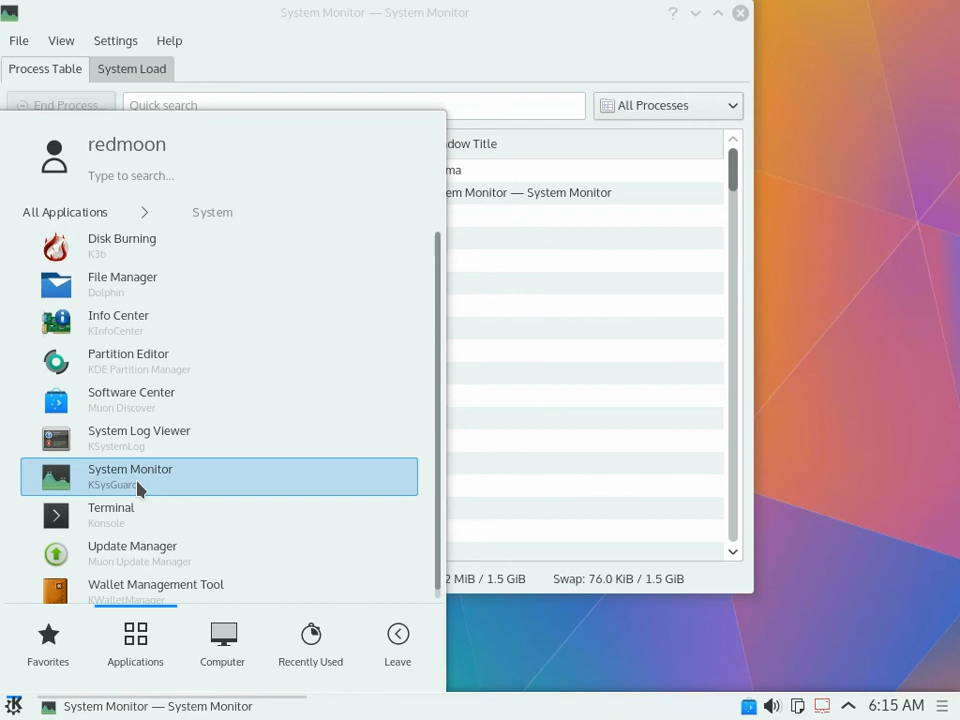 System Monitor — System Monitor
File View Settings Help
Process Table System Load
End Process... Quick search All Processes
redmoon
Type to search...
All Applications System
Disk Burning
K3b
File Manager
Dolphin
Info Center
KInfoCenter
Partition Editor
KDE Partition Manager
Software Center
Muon Discover
System Log Viewer
KSystemLog
System Monitor
KSysGuard
Terminal
Konsole
Update Manager
Muon Update Manager
Wallet Management Tool
KWalletManager
Favorites Applications Computer Recently Used Leave
dow Title
ma
em Monitor — System Monitor
2 MiB / 1.5 GiB Swap: 76.0 KiB / 1.5 GiB
System Monitor — System Monitor 6:15 AM